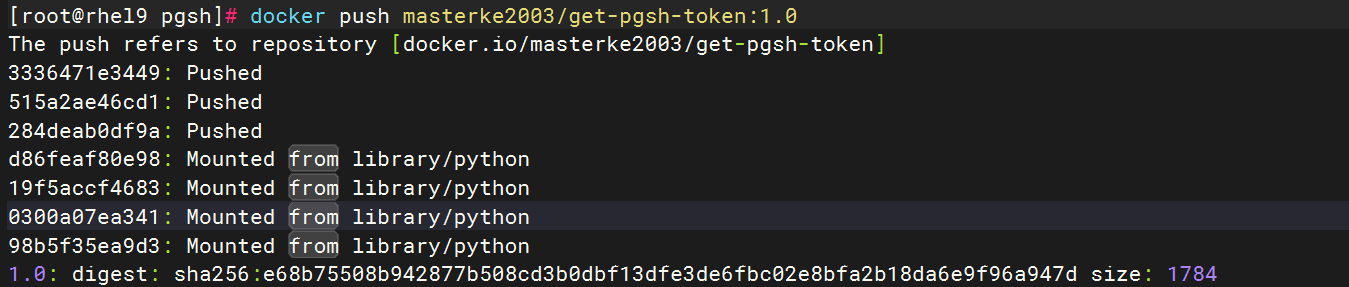 [root@rhel9 pgsh]# docker push masterke2003/get-pgsh-token:1.0
The push refers to repository [docker.io/masterke2003/get-pgsh-token]
3336471e3449: Pushed
515a2ae46cd1: Pushed
284deab0df9a: Pushed
d86feaf80e98: Mounted from library/python
19f5accf4683: Mounted from library/python
0300a07ea341: Mounted from library/python
98b5f35ea9d3: Mounted from library/python
1.0: digest: sha256:e68b75508b942877b508cd3b0dbf13dfe3de6fbc02e8bfa2b18da6e9f96a947d size: 1784